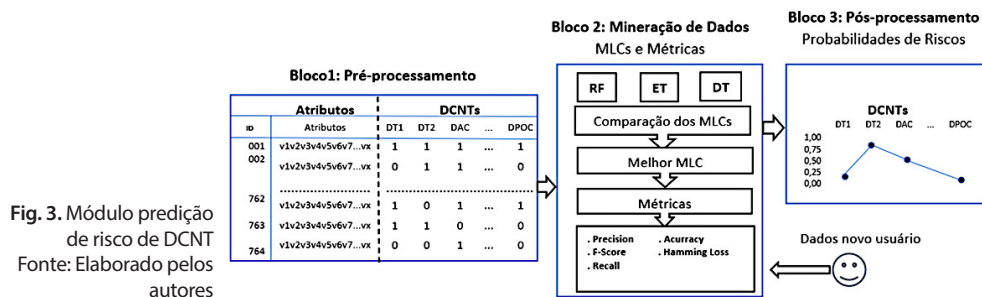 Fig. 3. Módulo predição
de risco de DCNT
Fonte: Elaborado pelos
autores
Bloco1: Pré-processamento
Atributos DCNTs
ID Atributos DT1 DT2 DAC ... DPOC
001 v1v2v3v4v5v6v7...vx 1 1 1 ... 1
002 v1v2v3v4v5v6v7...vx 0 1 1 ... 0
762 v1v2v3v4v5v6v7...vx 1 0 1 ... 1
763 v1v2v3v4v5v6v7...vx 1 1 0 ... 0
764 v1v2v3v4v5v6v7...vx 0 0 1 ... 0
Bloco 2: Mineração de Dados
MLCs e Métricas
RF ET DT
Comparação dos MLCs
Melhor MLC
Métricas
. Precision . Acurracy
. F-Score . Hamming Loss
. Recall
Bloco 3: Pós-processamento
Probabilidades de Riscos
DCNTs
DT1 DT2 DAC ... DPOC
1,00
0,75
0,50
0,25
0,00
Dados novo usuário